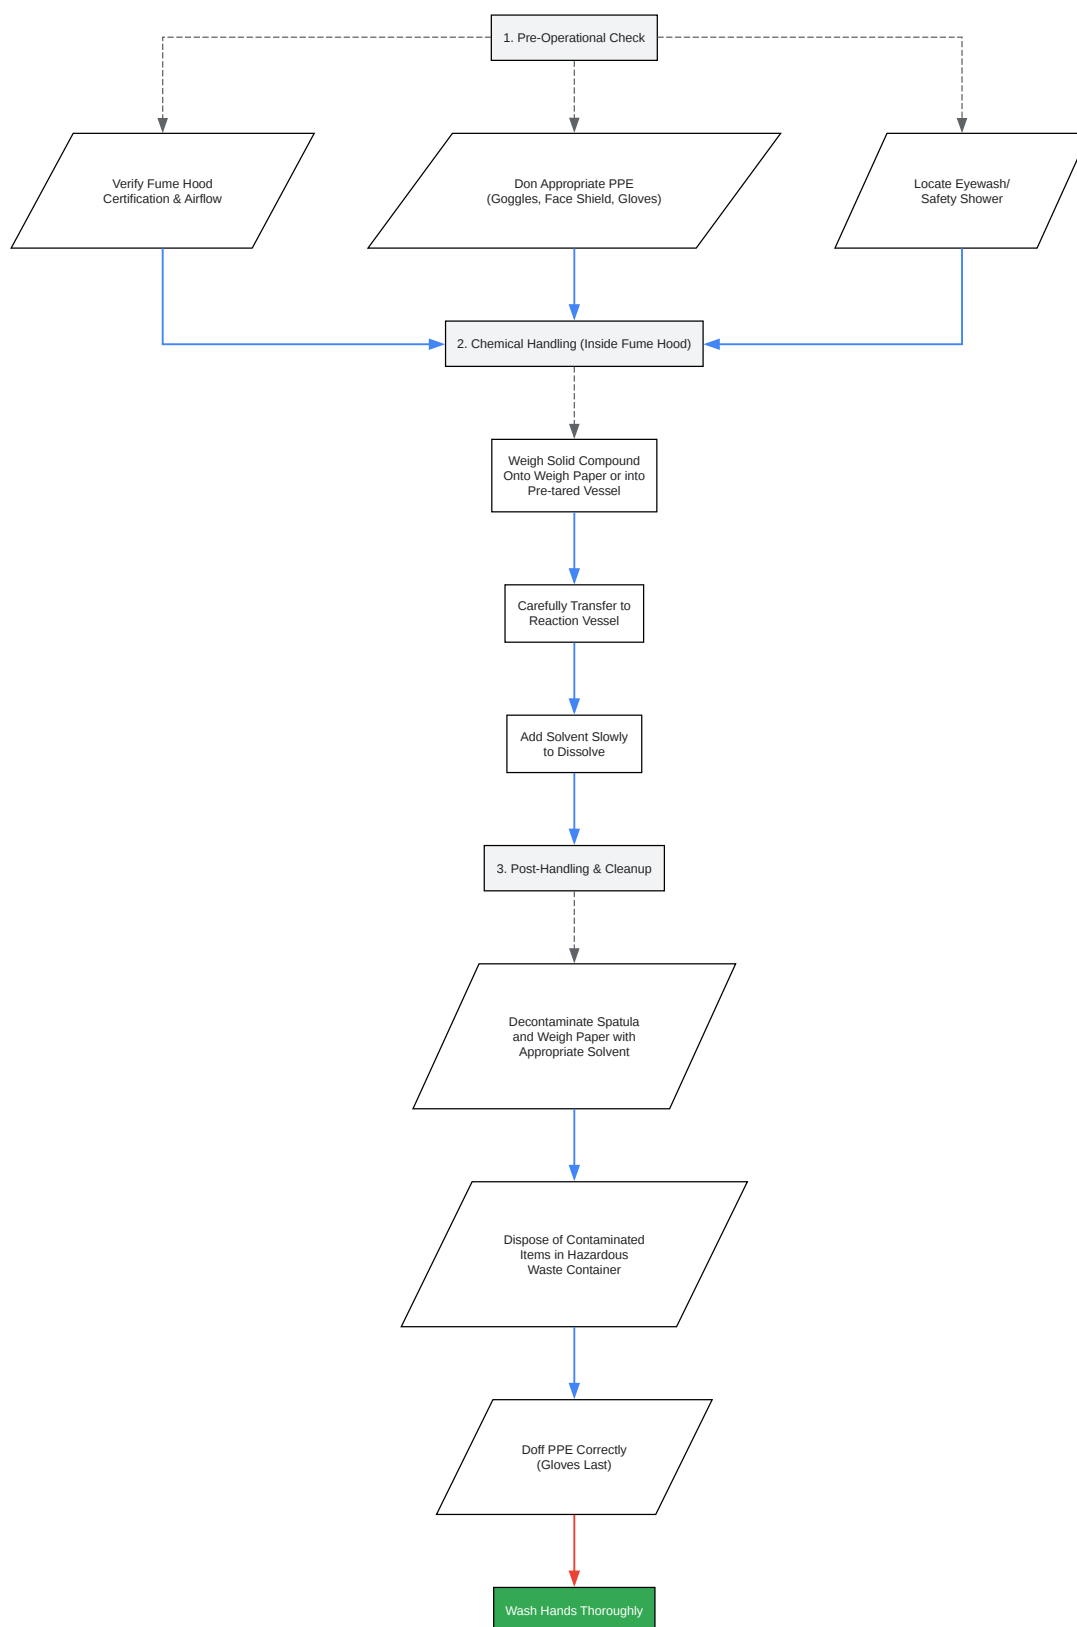 1. Pre-Operational Check
Verify Fume Hood
Certification & Airflow
Don Appropriate PPE
(Goggles, Face Shield, Gloves)
Locate Eyewash/
Safety Shower
2. Chemical Handling (Inside Fume Hood)
Weigh Solid Compound
Onto Weigh Paper or into
Pre-tared Vessel
Carefully Transfer to
Reaction Vessel
Add Solvent Slowly
to Dissolve
3. Post-Handling & Cleanup
Decontaminate Spatula
and Weigh Paper with
Appropriate Solvent
Dispose of Contaminated
Items in Hazardous
Waste Container
Doff PPE Correctly
(Gloves Last)
Wash Hands Thoroughly